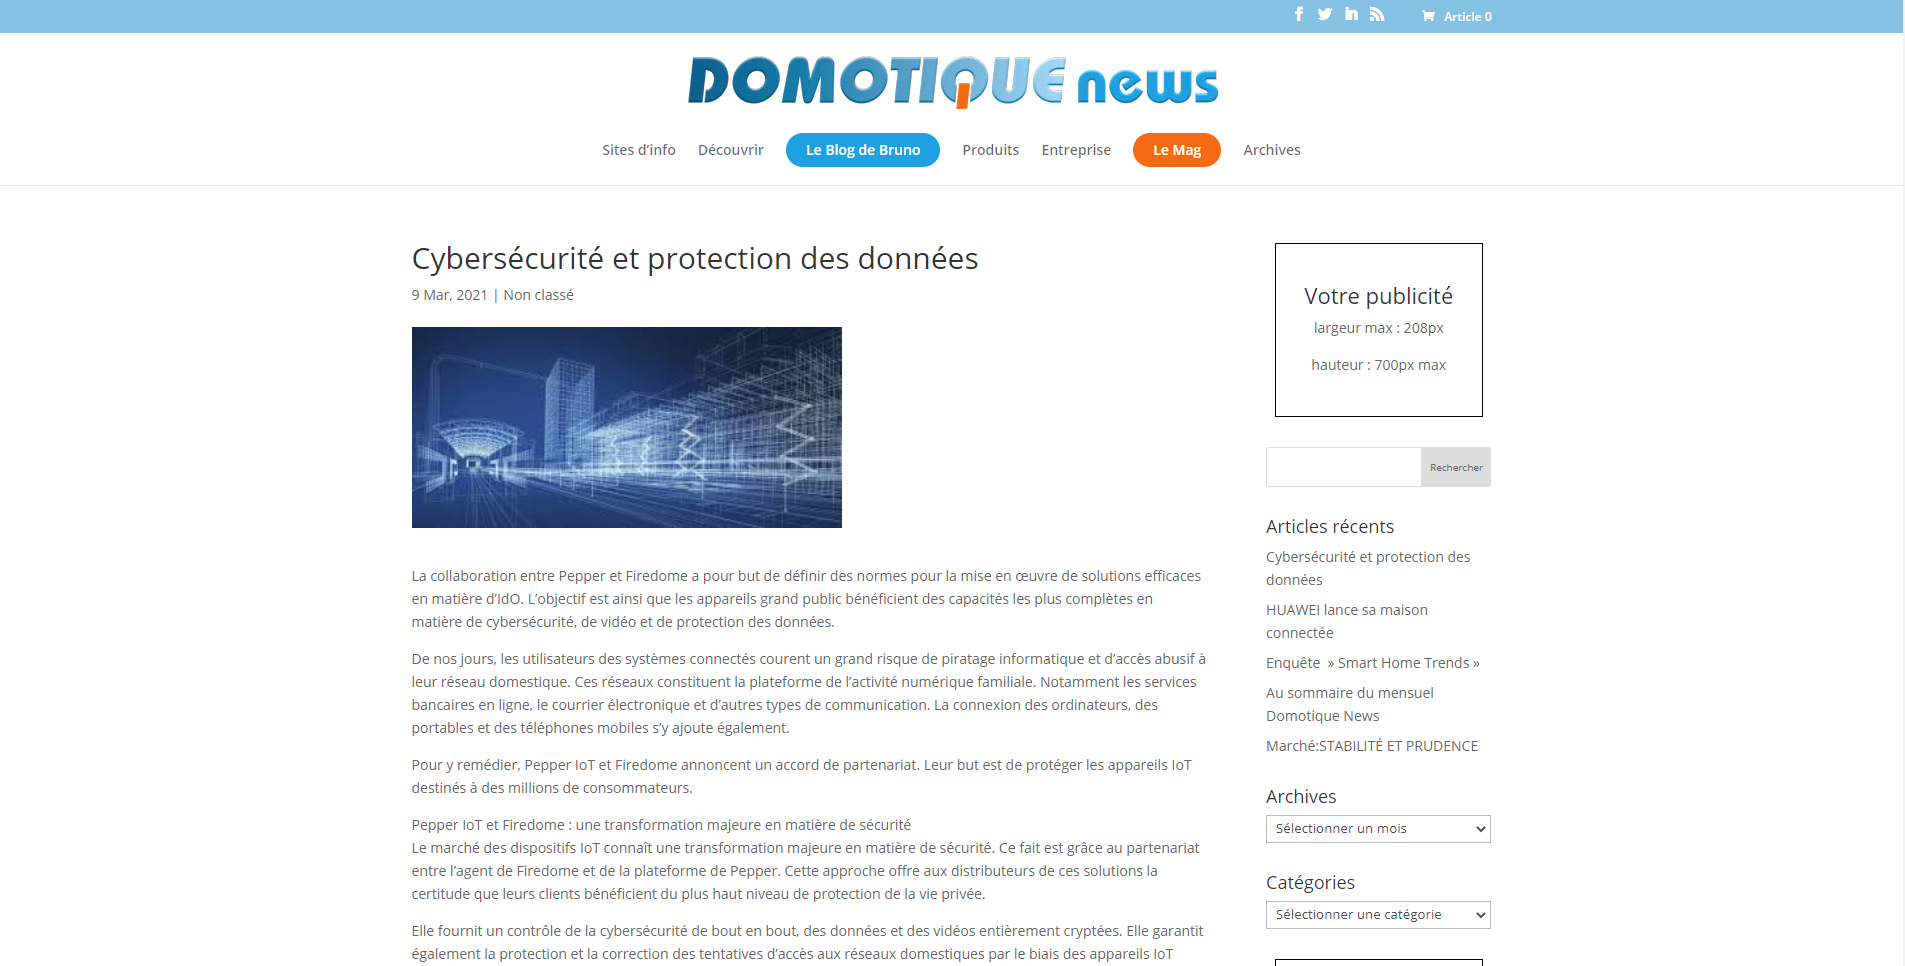 Article 0
DOMOTIQUE news
Sites d’info
Découvrir
Le Blog de Bruno
Produits
Entreprise
Le Mag
Archives
Cybersécurité et protection des données
9 Mar, 2021 | Non classé
La collaboration entre Pepper et Firedome a pour but de définir des normes pour la mise en œuvre de solutions efficaces
en matière d’IdO. L’objectif est ainsi que les appareils grand public bénéficient des capacités les plus complètes en
matière de cybersécurité, de vidéo et de protection des données.
De nos jours, les utilisateurs des systèmes connectés courent un grand risque de piratage informatique et d’accès abusif à
leur réseau domestique. Ces réseaux constituent la plateforme de l’activité numérique familiale. Notamment les services
bancaires en ligne, le courrier électronique et d’autres types de communication. La connexion des ordinateurs, des
portables et des téléphones mobiles s’y ajoute également.
Pour y remédier, Pepper IoT et Firedome annoncent un accord de partenariat. Leur but est de protéger les appareils IoT
destinés à des millions de consommateurs.
Pepper IoT et Firedome : une transformation majeure en matière de sécurité
Le marché des dispositifs IoT connaît une transformation majeure en matière de sécurité. Ce fait est grâce au partenariat
entre l’agent de Firedome et de la plateforme de Pepper. Cette approche offre aux distributeurs de ces solutions la
certitude que leurs clients bénéficient du plus haut niveau de protection de la vie privée.
Elle fournit un contrôle de la cybersécurité de bout en bout, des données et des vidéos entièrement cryptées. Elle garantit
également la protection et la correction des tentatives d’accès aux réseaux domestiques par le biais des appareils IoT
Votre publicité
largeur max : 208px
hauteur : 700px max
Rechercher
Articles récents
Cybersécurité et protection des
données
HUAWEI lance sa maison
connectée
Enquête » Smart Home Trends »
Au sommaire du mensuel
Domotique News
Marché:STABILITÉ ET PRUDENCE
Archives
Sélectionner un mois
Catégories
Sélectionner une catégorie